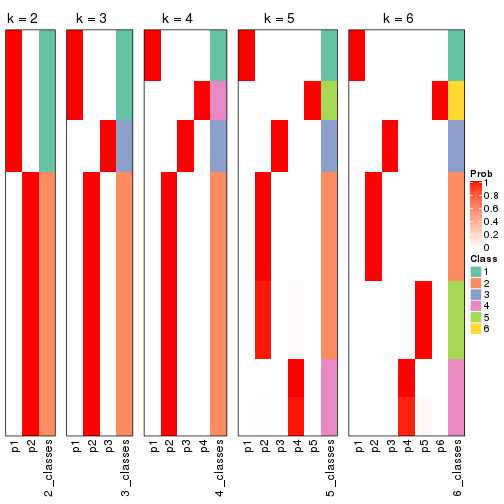 k = 2
k = 3
k = 4
k = 5
k = 6
Prob
1
0.8
0.6
0.4
0.2
0
Class
1
2
3
4
5
6
p1
p2
2_classes
p1
p2
p3
3_classes
p1
p2
p3
p4
4_classes
p1
p2
p3
p4
p5
5_classes
p1
p2
p3
p4
p5
p6
6_classes